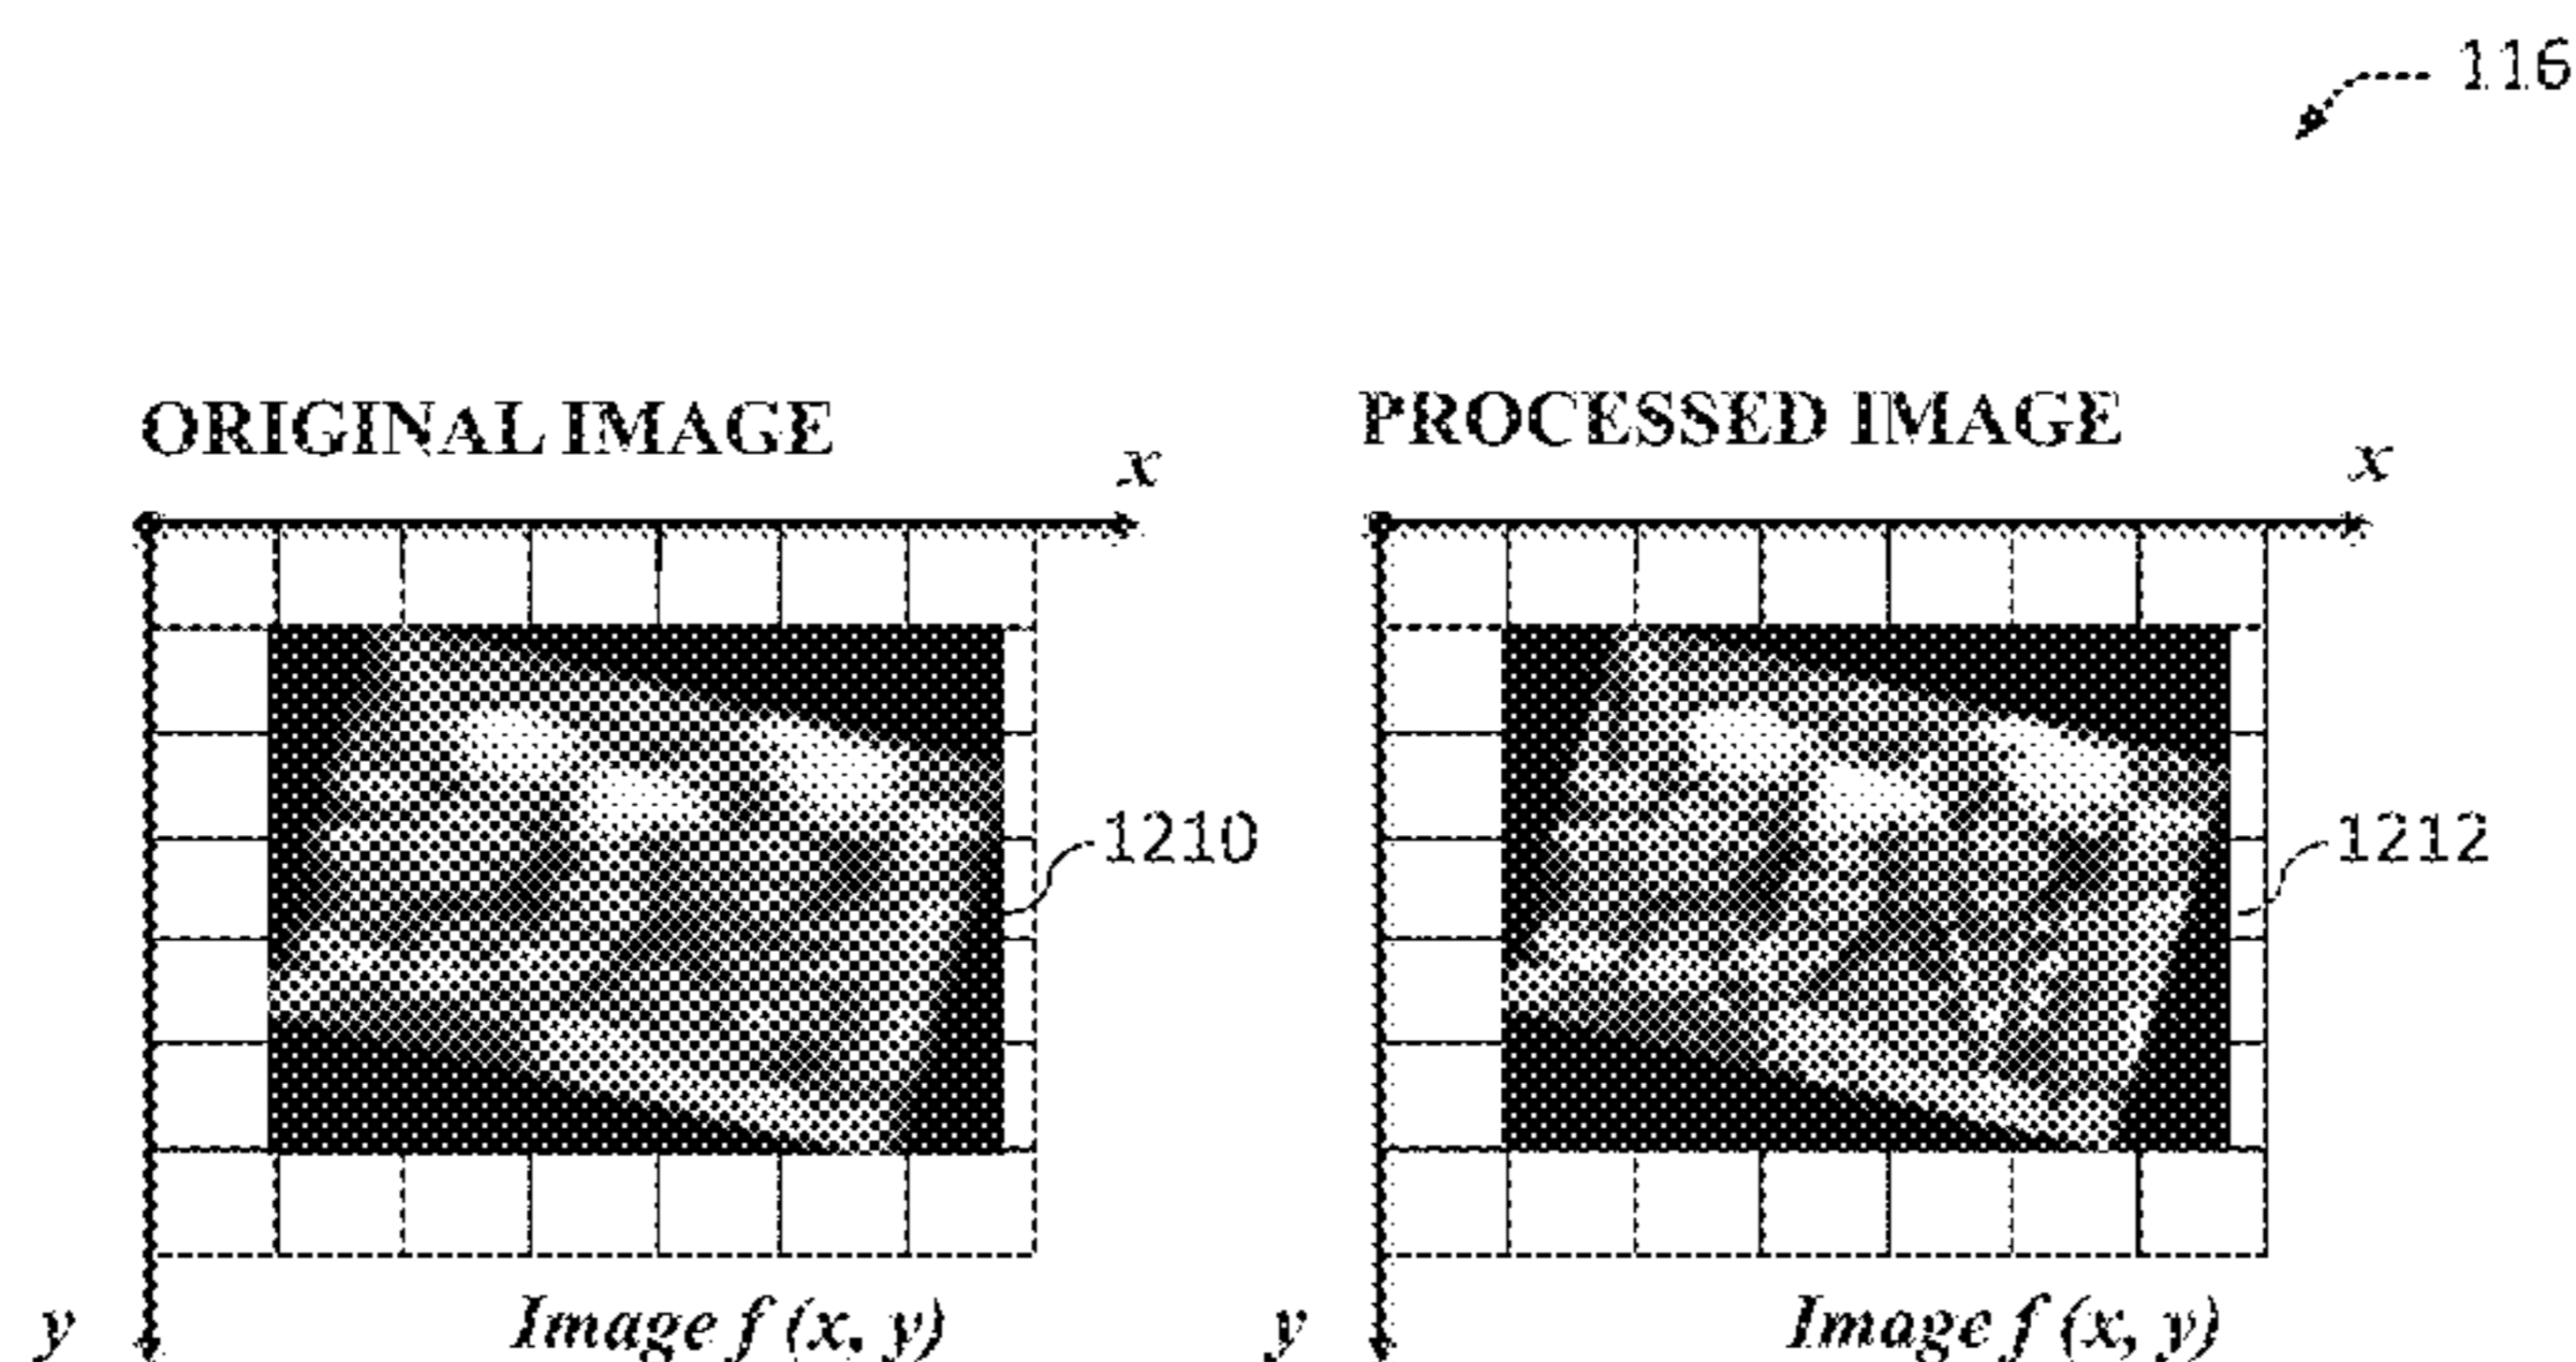 116
ORIGINAL IMAGE
PROCESSED IMAGE
x
x
1210
1212
y
Image f (x, y)
y
Image f (x, y)